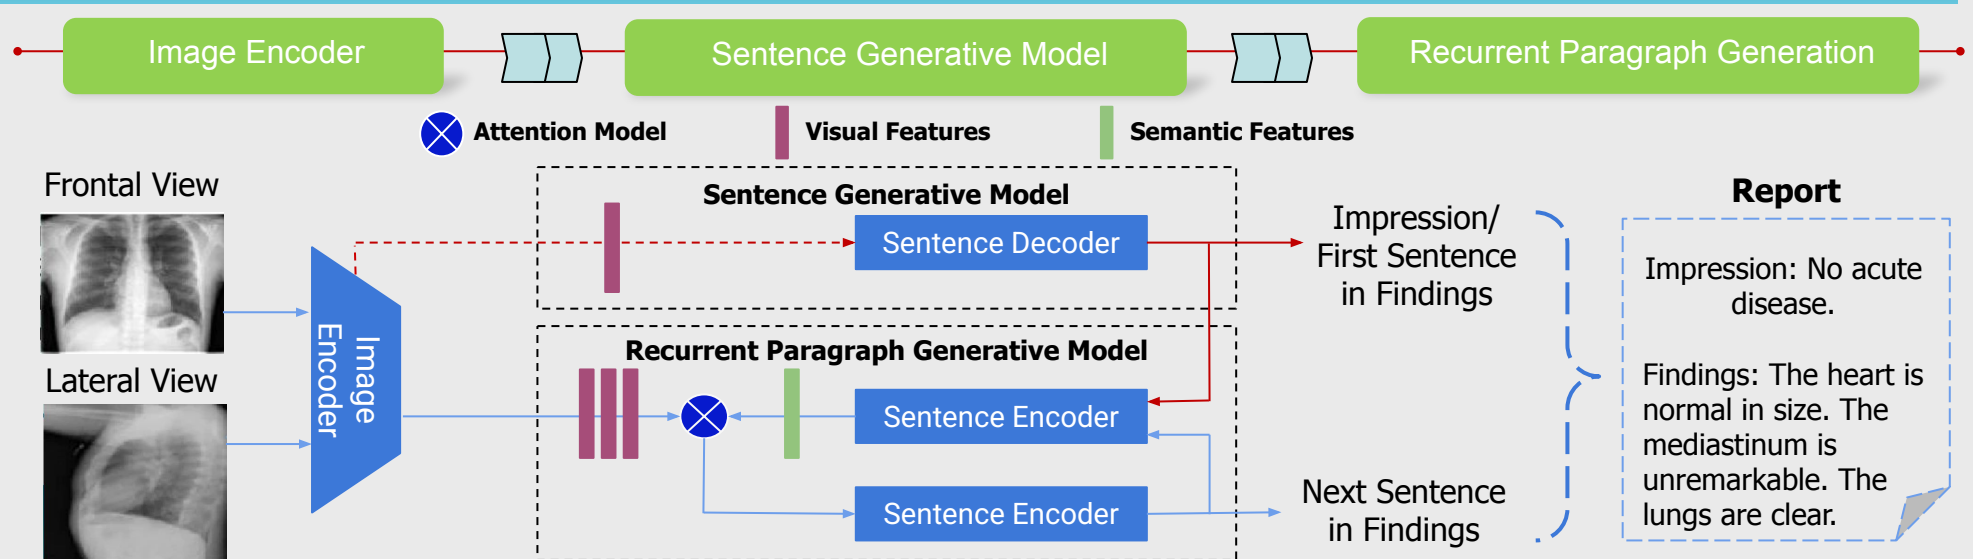 Image Encoder
Sentence Generative Model
Recurrent Paragraph Generation
Attention Model
Visual Features
Semantic Features
Frontal View
Lateral View
Image
Encoder
Sentence Generative Model
Sentence Decoder
Recurrent Paragraph Generative Model
Sentence Encoder
Sentence Encoder
Impression/
First Sentence
in Findings
Next Sentence
in Findings
Report
Impression: No acute
disease.
Findings: The heart is
normal in size. The
mediastinum is
unremarkable. The
lungs are clear.